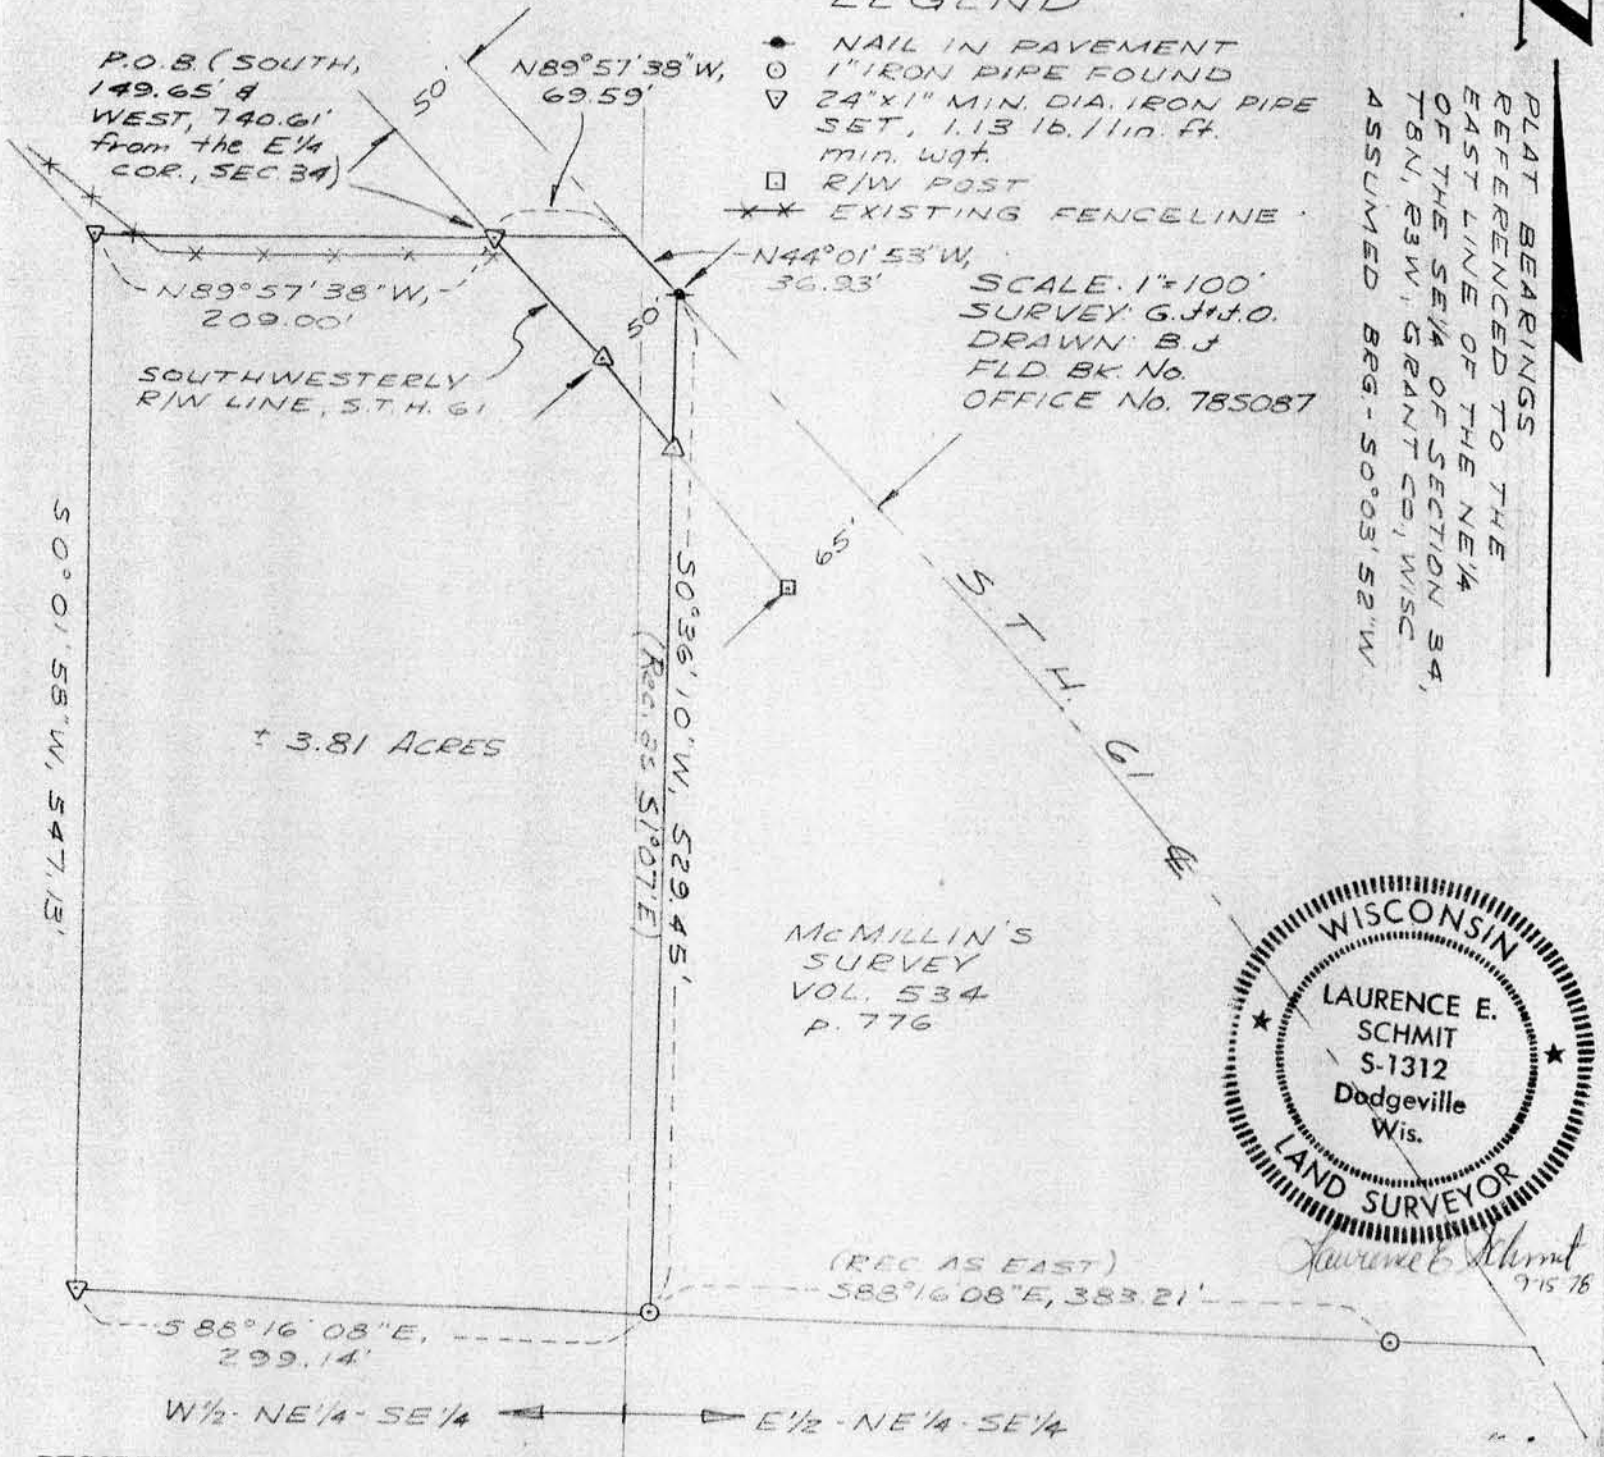 LEGEND
NAIL IN PAVEMENT
1" IRON PIPE FOUND
24"X1" MIN. DIA. IRON PIPE
SET, 1.13 lb./lin. ft.
min. wgt.
R/W POST
EXISTING FENCELINE
P.O.B. (SOUTH,
149.65' &
WEST, 740.61'
from the E1/4
COR., SEC. 34)
50'
N89°57'38"W,
69.59'
N44°01'53"W,
36.93'
N89°57'38"W,
209.00'
50'
SOUTHWESTERLY
R/W LINE, S.T.H. 61
SCALE: 1"=100'
SURVEY: G.J.
DRAWN: B.J
FLD. BK. No.
OFFICE No. 785087
PLAT BEARINGS
REFERENCED TO THE
EAST LINE OF THE NE1/4
OF THE SE1/4 OF SECTION 34,
T8N, R3W, GRANT CO, WISC
ASSUMED BRG - S0°03'52"W
65'
S.T.H. 61
S0°01'58"W, 547.13'
± 3.81 ACRES
S0°36'10"W, 529.45'
(Rec. as S1°07'E)
McMILLIN'S
SURVEY
VOL. 534
p. 776
WISCONSIN
LAURENCE E.
SCHMIT
S-1312
Dodgeville
Wis.
LAND SURVEYOR
Laurence E Schmit
9-15-78
(REC AS EAST)
S88°16'08"E, 383.21'
S88°16'08"E,
299.14'
W1/2-NE1/4-SE1/4
E1/2-NE1/4-SE1/4